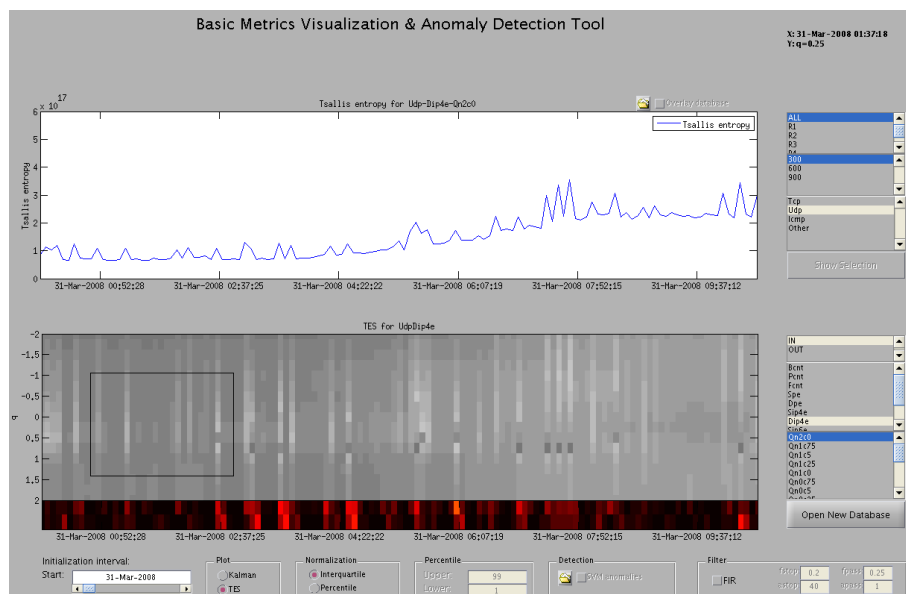 Basic Metrics Visualization & Anomaly Detection Tool
X: 31-Mar-2008 01:37:18
Y: q=0.25
x 10^17
Tsallis entropy for Udp-Dip4e-Qn2c0
Overlay database
Tsallis entropy
6
5
4
3
2
1
0
Tsallis entropy
31-Mar-2008 00:52:28 31-Mar-2008 02:37:25 31-Mar-2008 04:22:22 31-Mar-2008 06:07:19 31-Mar-2008 07:52:15 31-Mar-2008 09:37:12
ALL
R1
R2
R3
300
600
900
Tcp
Udp
Icmp
Other
Show Selection
TES for UdpDip4e
-2
-1.5
-1
-0.5
0
0.5
1
1.5
2
q
31-Mar-2008 00:52:28 31-Mar-2008 02:37:25 31-Mar-2008 04:22:22 31-Mar-2008 06:07:19 31-Mar-2008 07:52:15 31-Mar-2008 09:37:12
IN
OUT
Bcnt
Pcnt
Fcnt
Spe
Dpe
Sip4e
Dip4e
Sip6e
Qn2c0
Qn1c75
Qn1c5
Qn1c25
Qn1c0
Qn0c75
Qn0c5
Open New Database
Initialization interval:
Start: 31-Mar-2008
Plot
Kalman
TES
Normalization
Interquartile
Percentile
Percentile
Upper: 99
Lower: 1
Detection
SVM anomalies
Filter
FIR
fstop 0.2 fpass 0.25
40 1